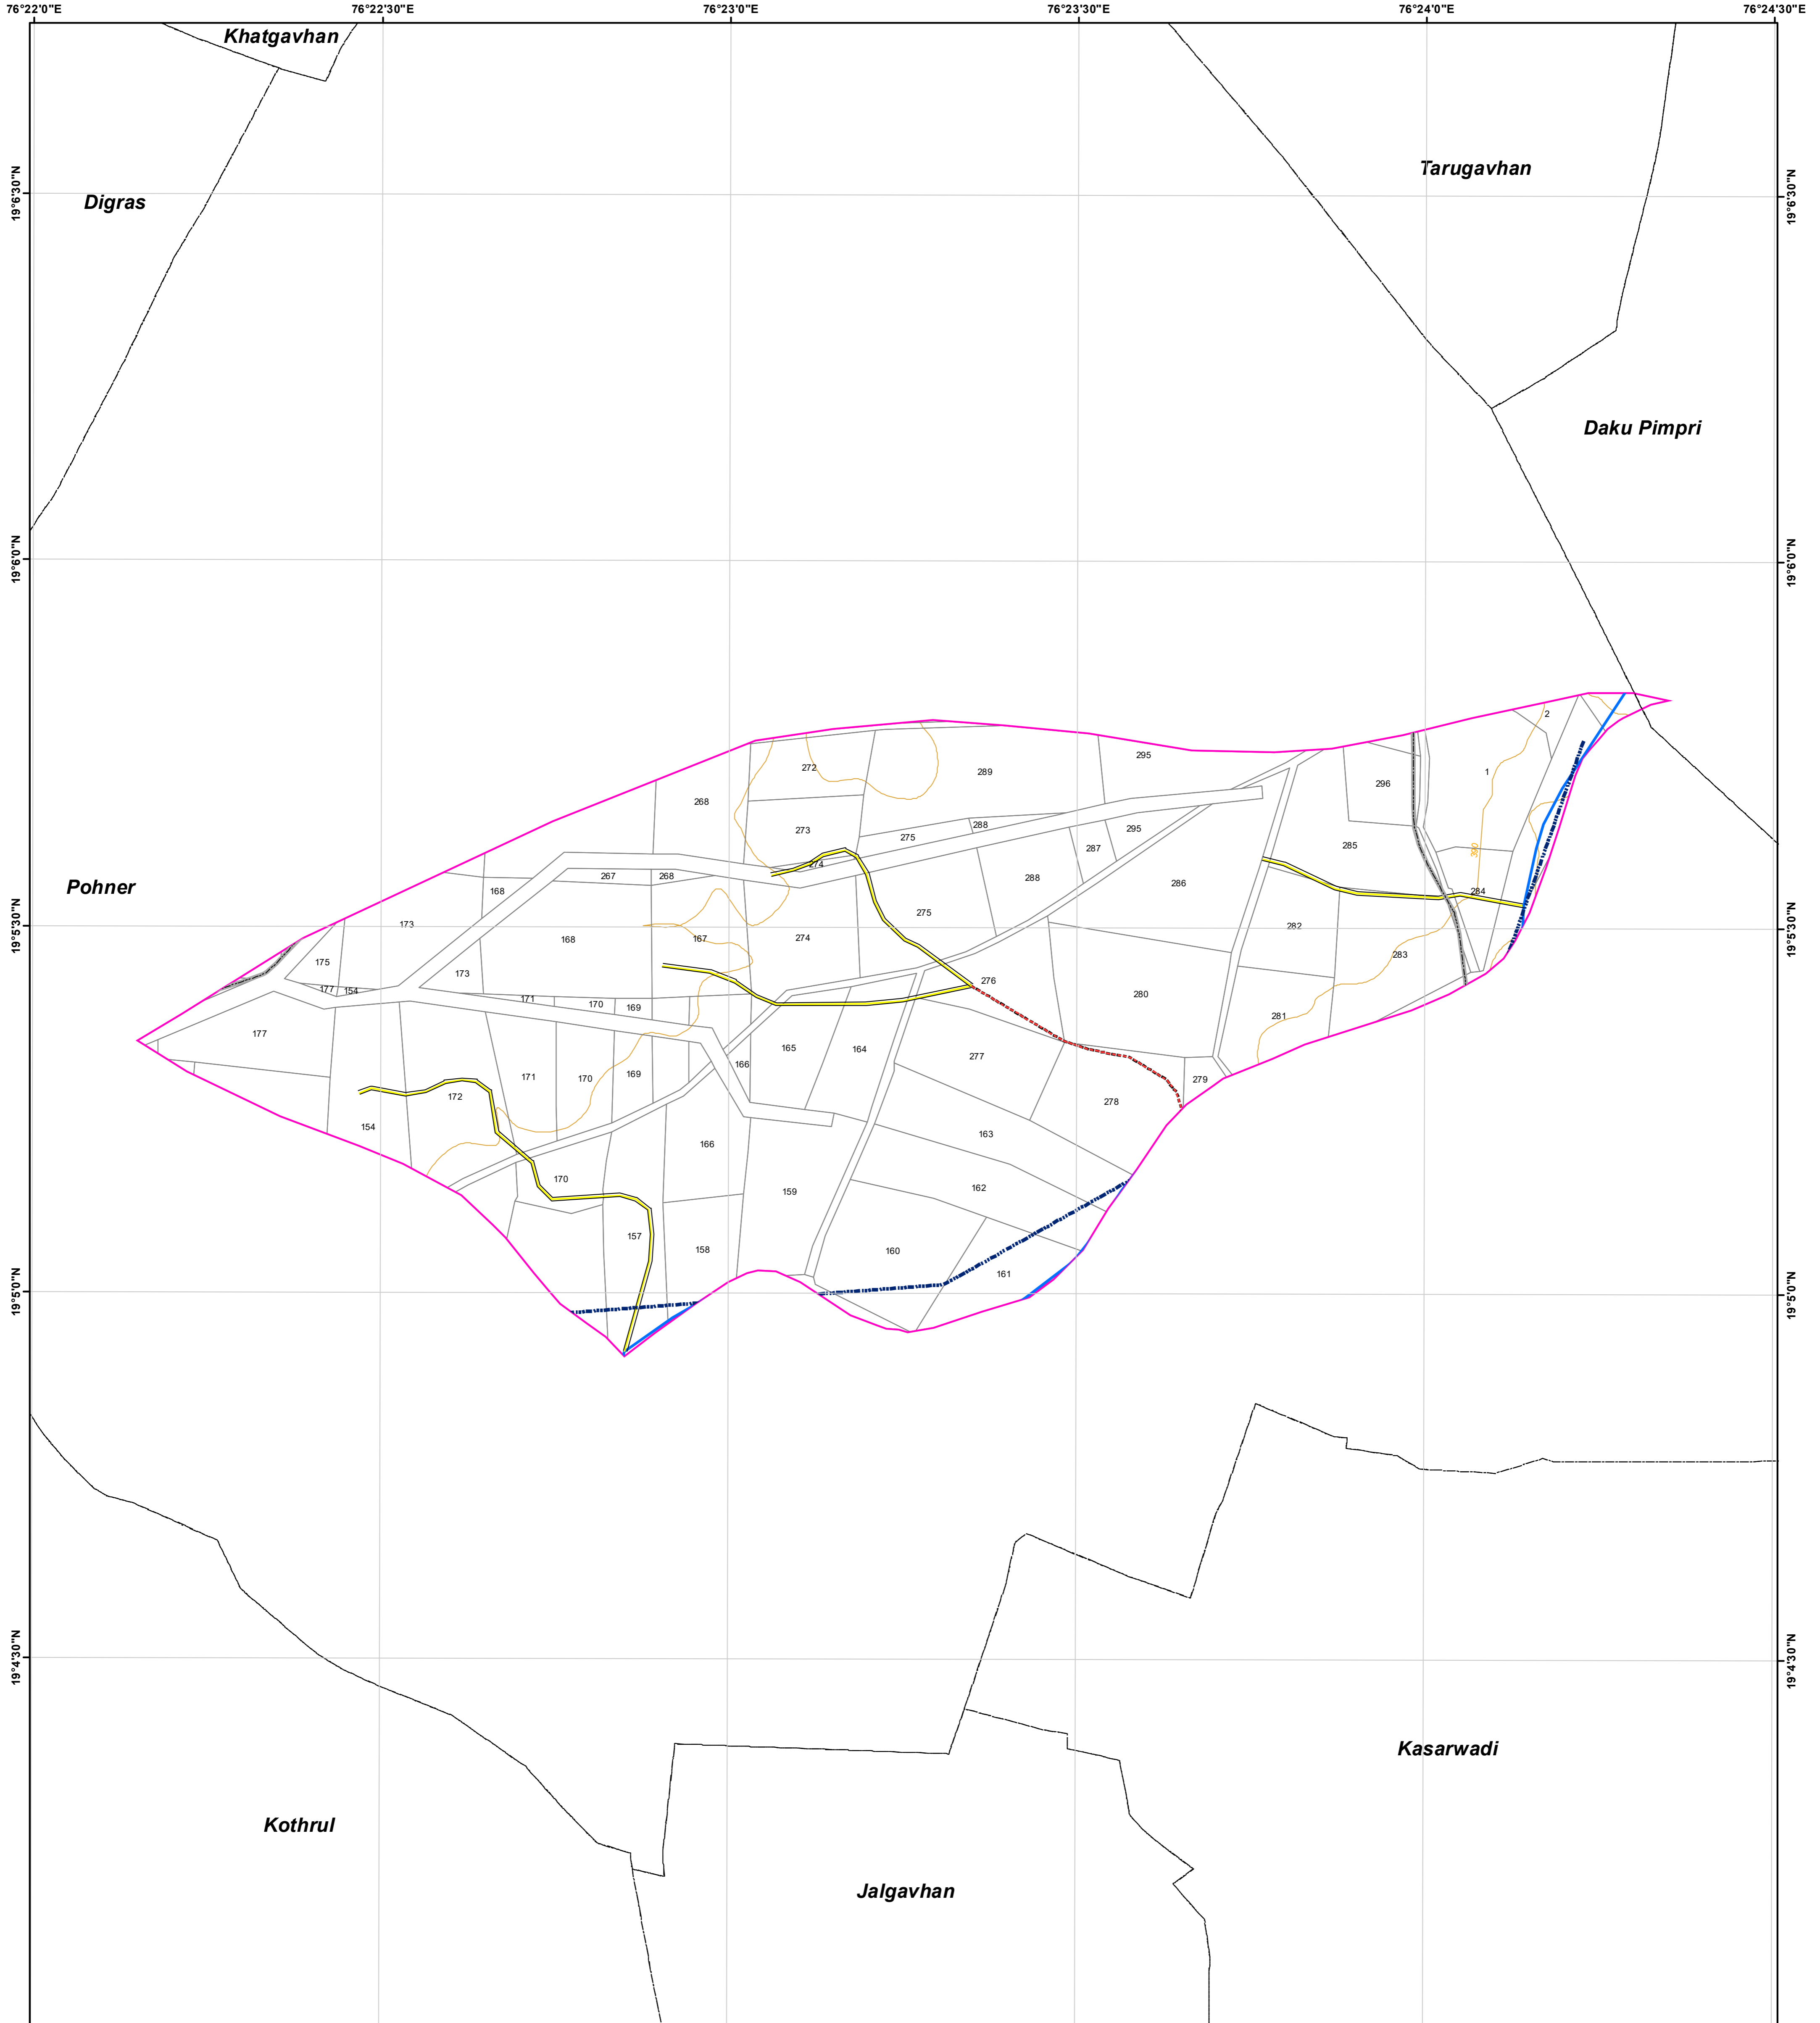 76°22'0"E
76°22'30"E
76°23'0"E
76°23'30"E
76°24'0"E
76°24'30"E
Khatgavhan
Tarugavhan
19°6'30"N
19°6'30"N
Digras
Daku Pimpri
19°6'0"N
19°6'0"N
2
295
272
289
1
296
268
273
275
288
295
285
287
390
274
267
268
288
286
168
284
275
173
282
168
167
274
283
175
276
173
177
154
280
171
170
169
281
177
165
164
277
166
171
170
169
279
172
278
154
163
166
170
162
159
157
158
160
161
Pohner
19°5'30"N
19°5'30"N
19°5'0"N
19°5'0"N
19°4'30"N
19°4'30"N
Kasarwadi
Kothrul
Jalgavhan